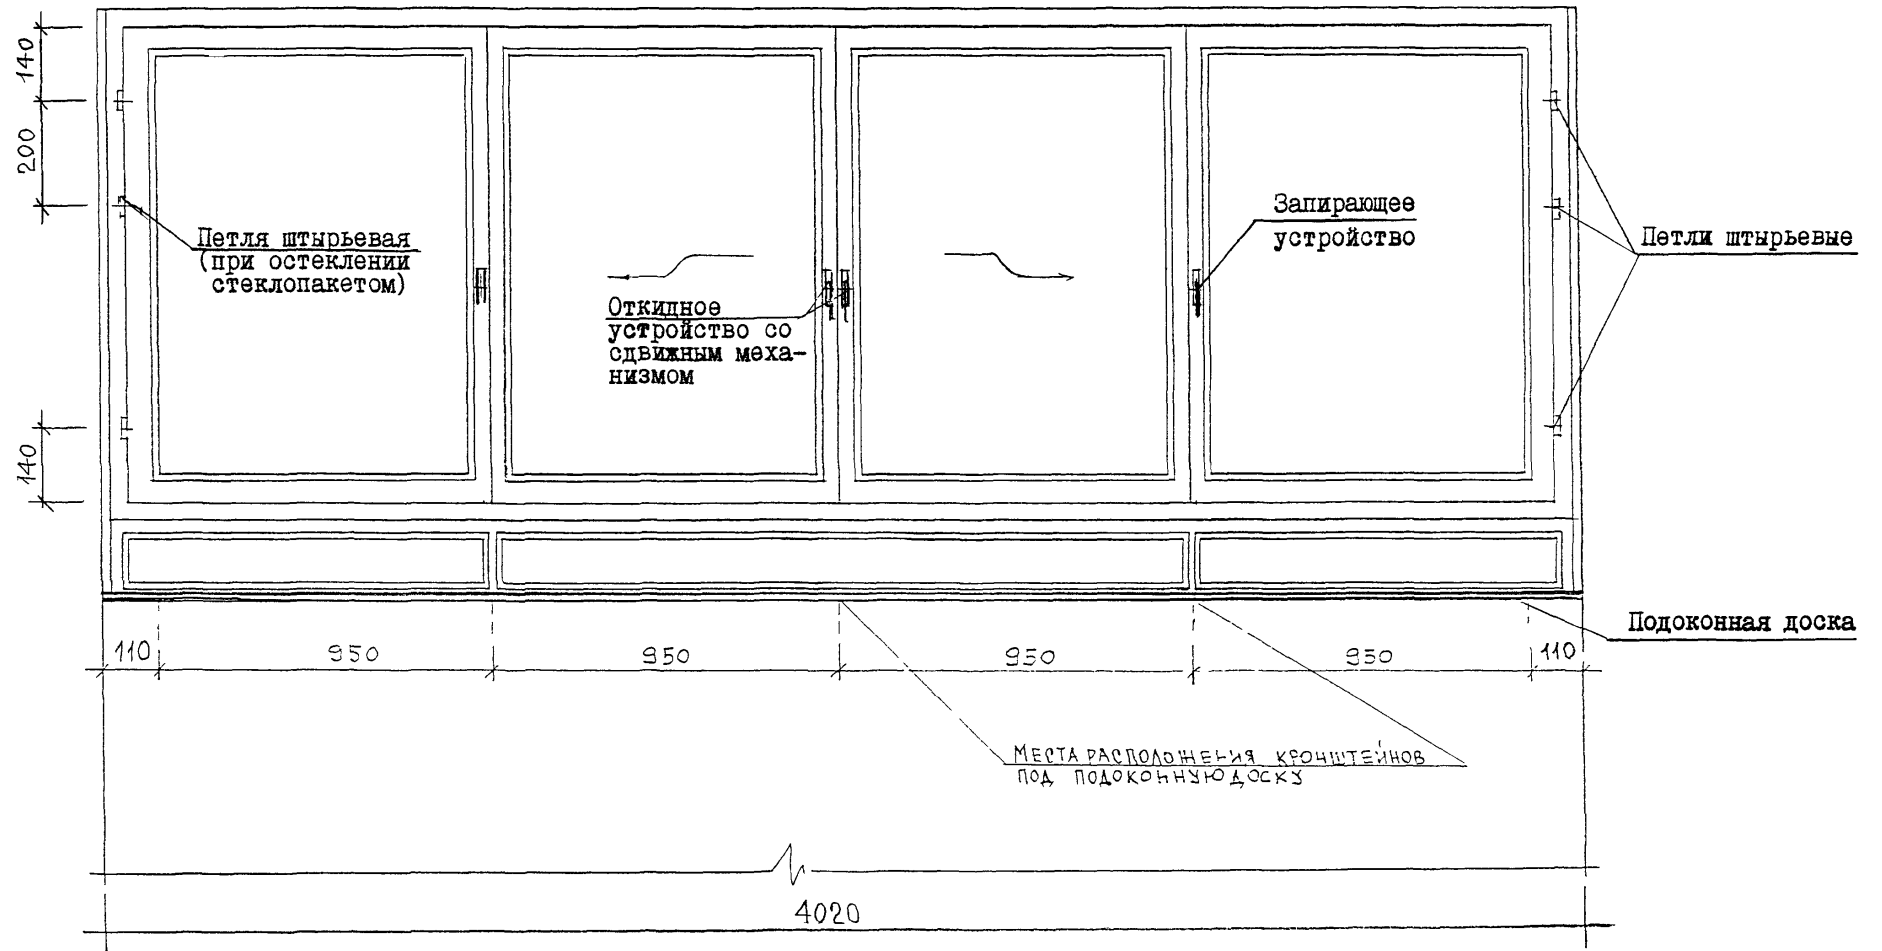 140
200
140
Петля штырьевая
(при остеклении
стеклопакетом)
Откидное
устройство со
сдвижным меха-
низмом
Запирающее
устройство
Петли штырьевые
Подоконная доска
110
950
950
950
950
110
МЕСТА РАСПОЛОЖЕНИЯ КРОНШТЕЙНОВ
ПОД ПОДОКОННУЮ ДОСКУ
4020